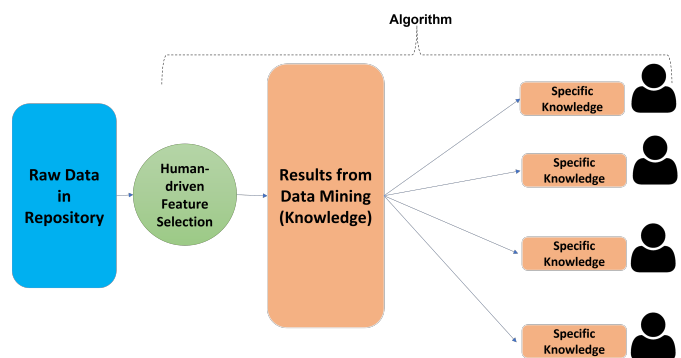 Algorithm
Raw Data
in
Repository
Human-
driven
Feature
Selection
Results from
Data Mining
(Knowledge)
Specific
Knowledge
Specific
Knowledge
Specific
Knowledge
Specific
Knowledge